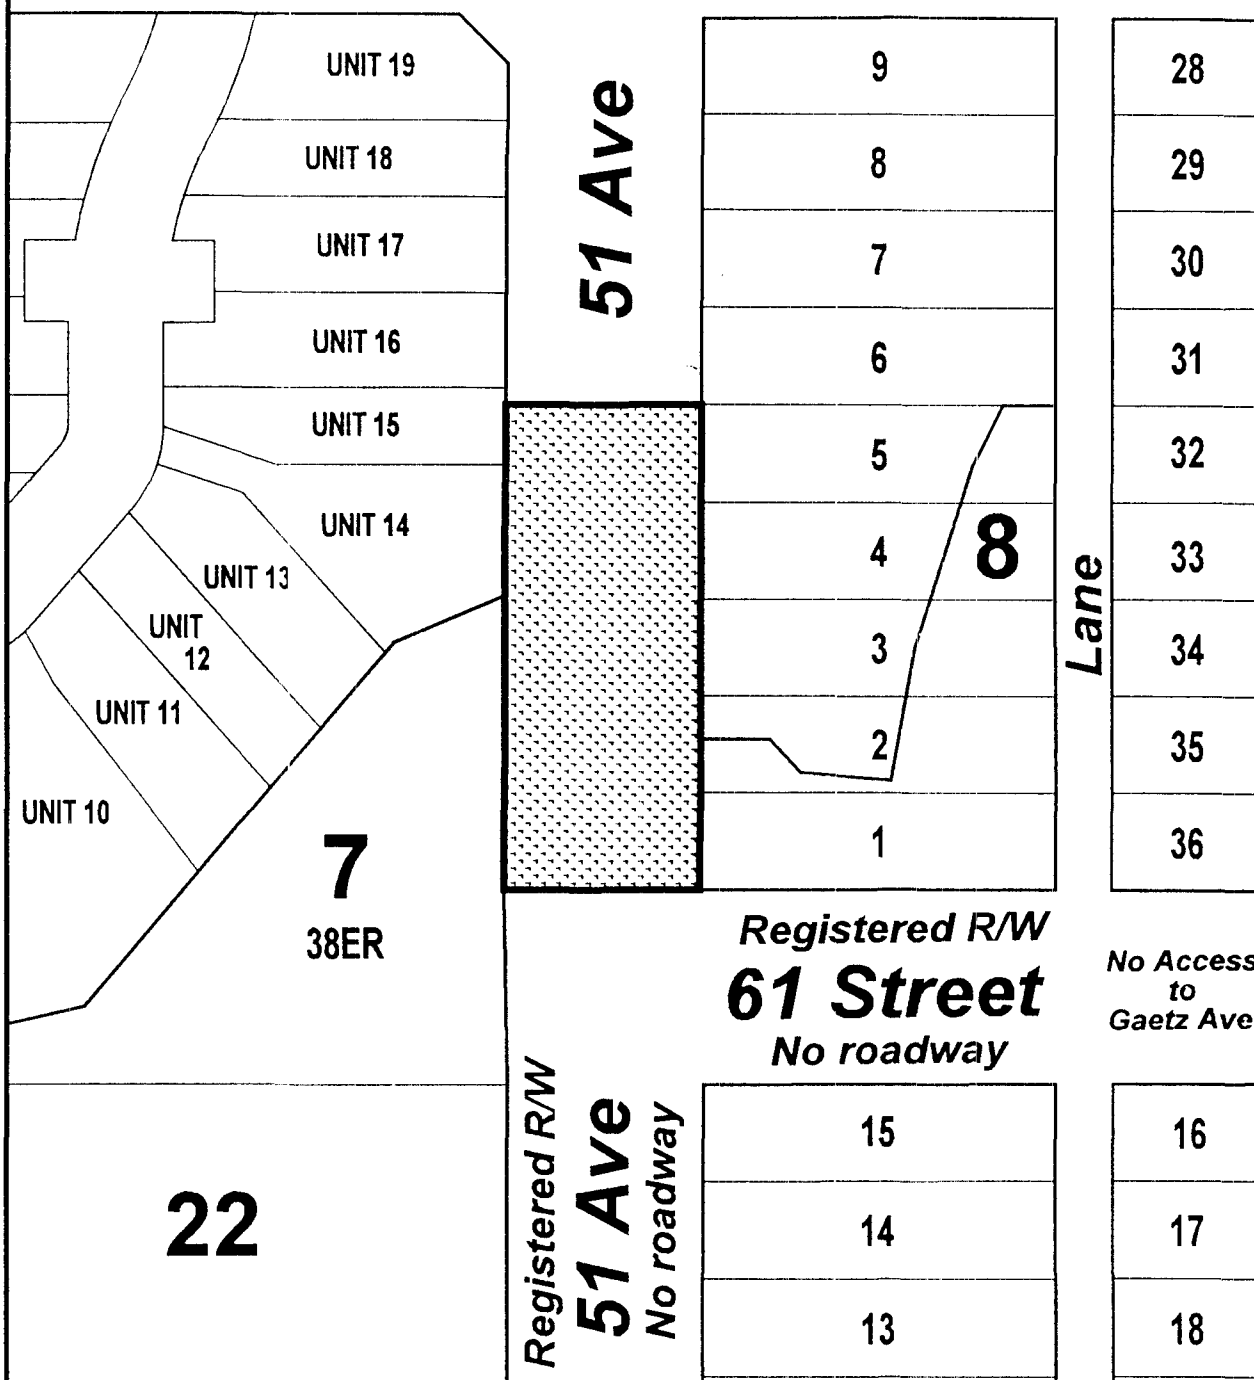 UNIT 19
UNIT 18
UNIT 17
UNIT 16
UNIT 15
UNIT 14
UNIT 13
UNIT
12
UNIT 11
UNIT 10
7
38ER
22
51 Ave
Registered R/W
51 Ave
No roadway
9
8
7
6
5
4
3
2
1
8
Lane
28
29
30
31
32
33
34
35
36
Registered R/W
61 Street
No roadway
No Access
to
Gaetz Ave
15
14
13
16
17
18